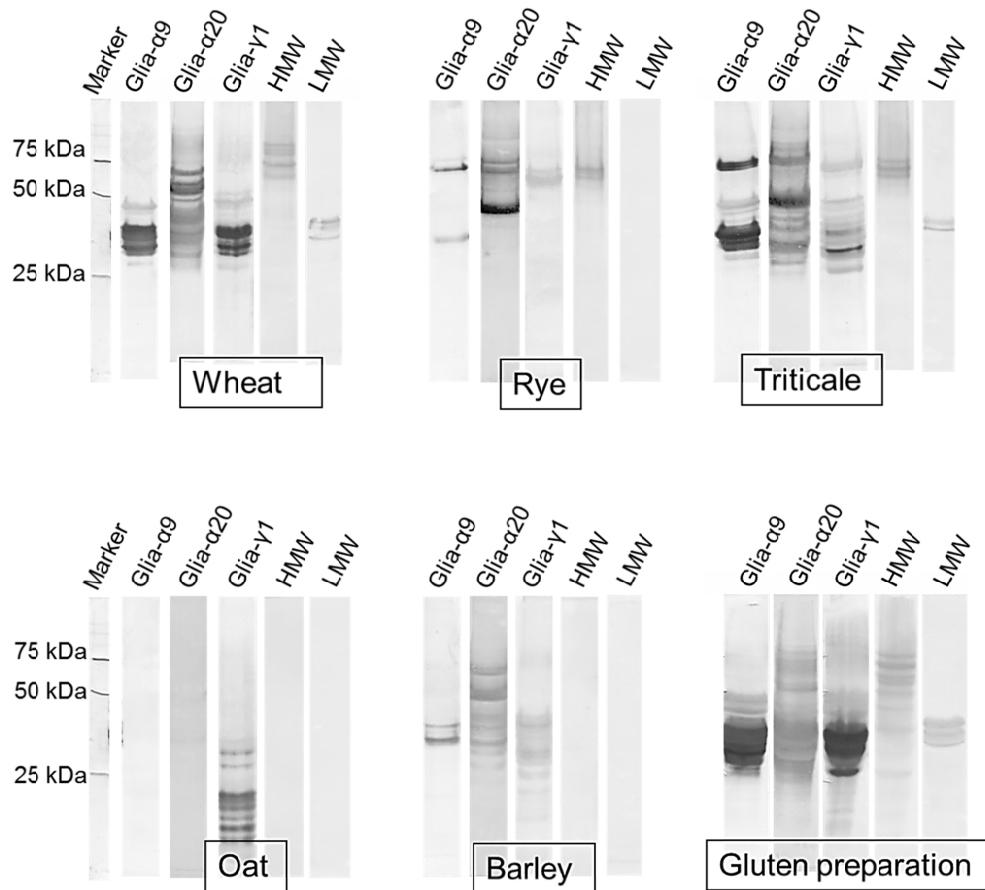 Marker Glia-α9 Glia-α20 Glia-γ1 HMW LMW
Glia-α9 Glia-α20 Glia-γ1 HMW LMW
Glia-α9 Glia-α20 Glia-γ1 HMW LMW
75 kDa
50 kDa
25 kDa
Wheat
Rye
Triticale
Marker Glia-α9 Glia-α20 Glia-γ1 HMW LMW
Glia-α9 Glia-α20 Glia-γ1 HMW LMW
Glia-α9 Glia-α20 Glia-γ1 HMW LMW
75 kDa
50 kDa
25 kDa
Oat
Barley
Gluten preparation